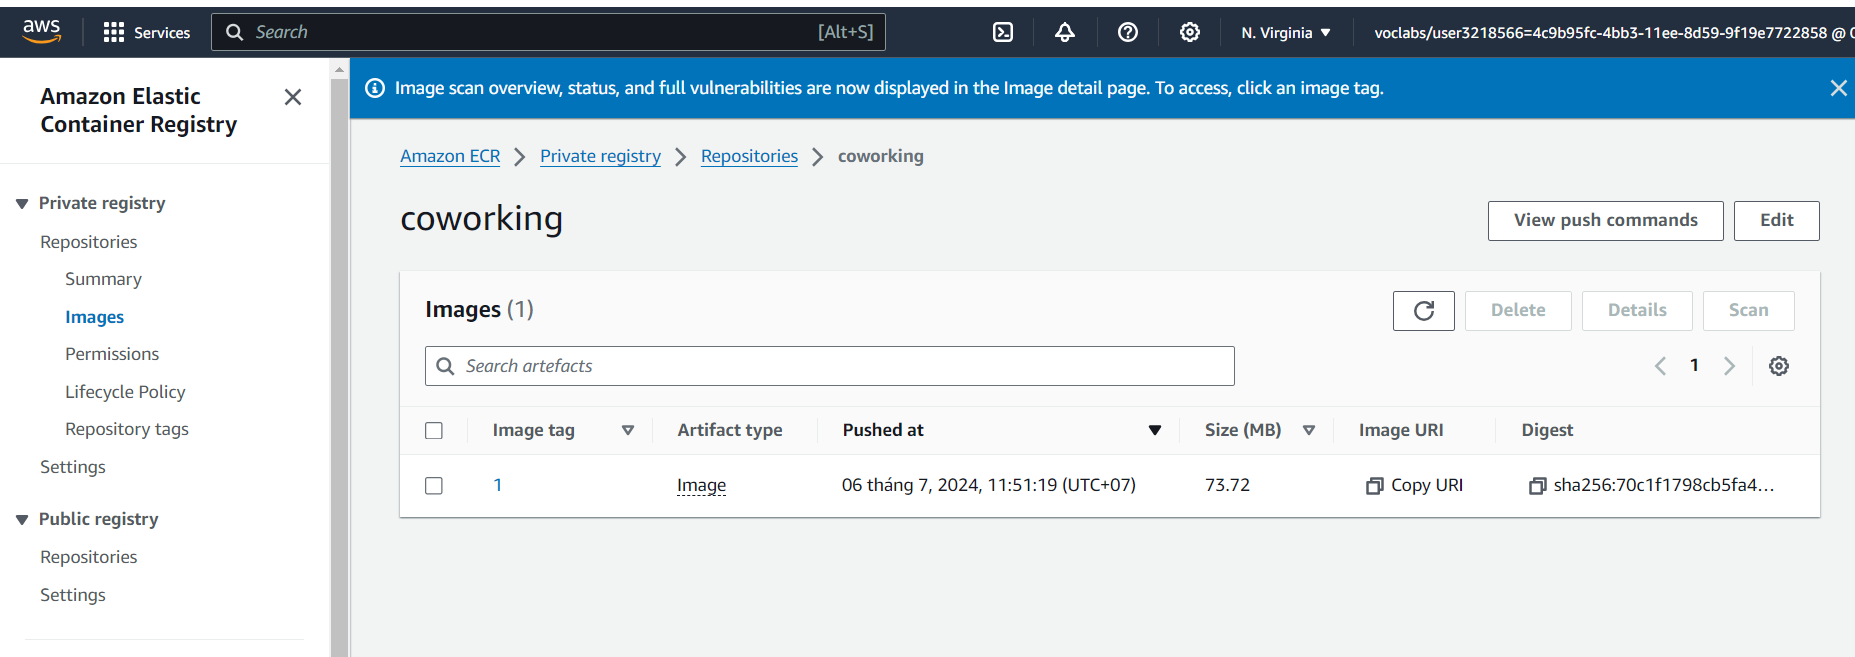 aws
Services
Search
[Alt+S]
N. Virginia
voclabs/user3218566=4c9b95fc-4bb3-11ee-8d59-9f19e7722858 @
Amazon Elastic
Container Registry
Private registry
Repositories
Summary
Images
Permissions
Lifecycle Policy
Repository tags
Settings
Public registry
Repositories
Settings
Image scan overview, status, and full vulnerabilities are now displayed in the Image detail page. To access, click an image tag.
Amazon ECR
Private registry
Repositories
coworking
coworking
View push commands
Edit
Images (1)
Delete
Details
Scan
Search artefacts
1
Image tag
Artifact type
Pushed at
Size (MB)
Image URI
Digest
1
Image
06 tháng 7, 2024, 11:51:19 (UTC+07)
73.72
Copy URI
sha256:70c1f1798cb5fa4...